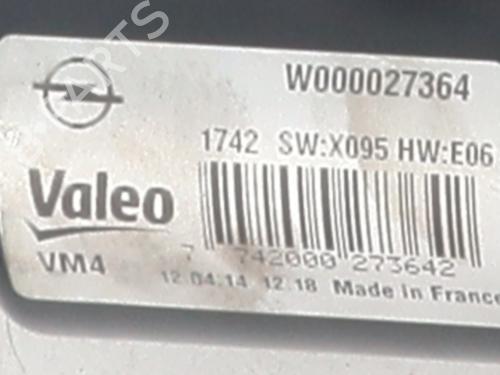 W000027364
1742 SW:X095 HW:E06
Valeo
7 742000 273642
VM4
12.04.14 12.18 Made in France
PARTS